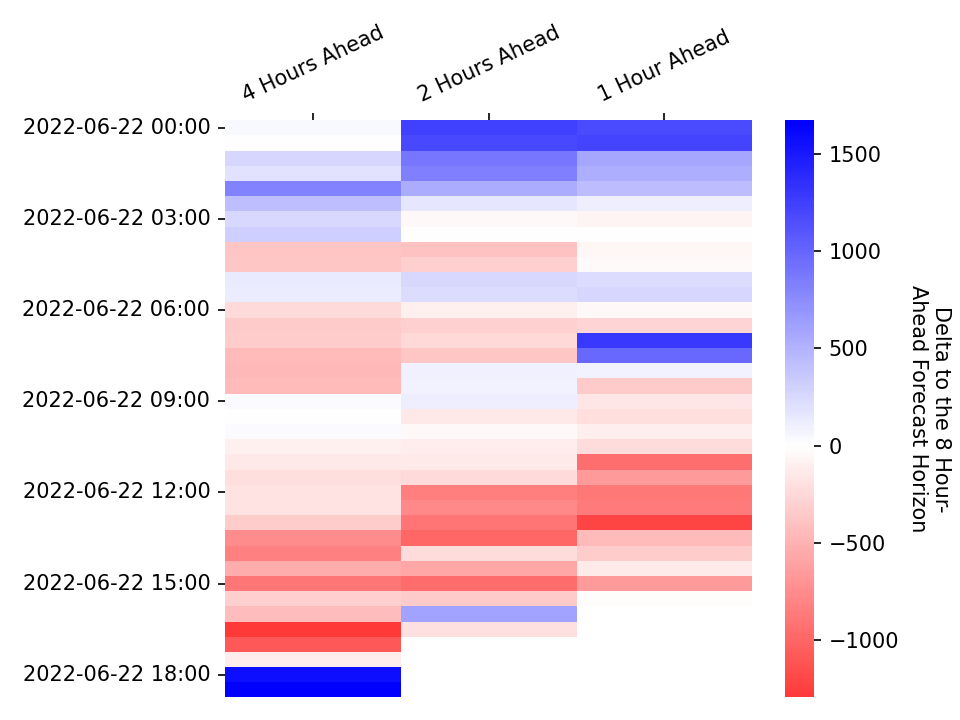 4 Hours Ahead
2 Hours Ahead
1 Hour Ahead
2022-06-22 00:00
2022-06-22 03:00
2022-06-22 06:00
2022-06-22 09:00
2022-06-22 12:00
2022-06-22 15:00
2022-06-22 18:00
1500
1000
500
0
−500
−1000
Delta to the 8 Hour-
Ahead Forecast Horizon